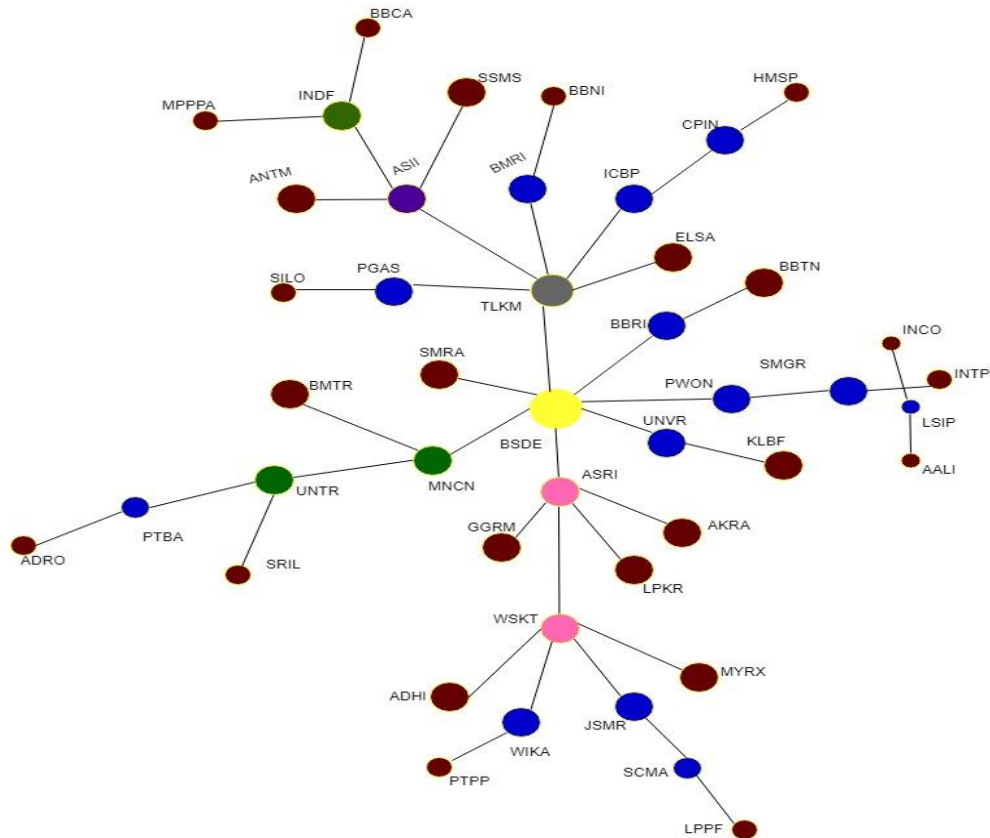 BBCA
SSMS
HMSP
BBNI
INDF
MPPPA
CPIN
ASII
BMRI
ANTM
ICBP
ELSA
PGAS
SILO
BBTN
TLKM
BBRI
INCO
SMRA
SMGR
INTP
BMTR
PWON
UNVR
LSIP
BSDE
KLBF
AALI
ASRI
MNCN
UNTR
GGRM
AKRA
PTBA
ADRO
SRIL
LPKR
WSKT
MYRX
ADHI
JSMR
WIKA
SCMA
PTPP
LPPF